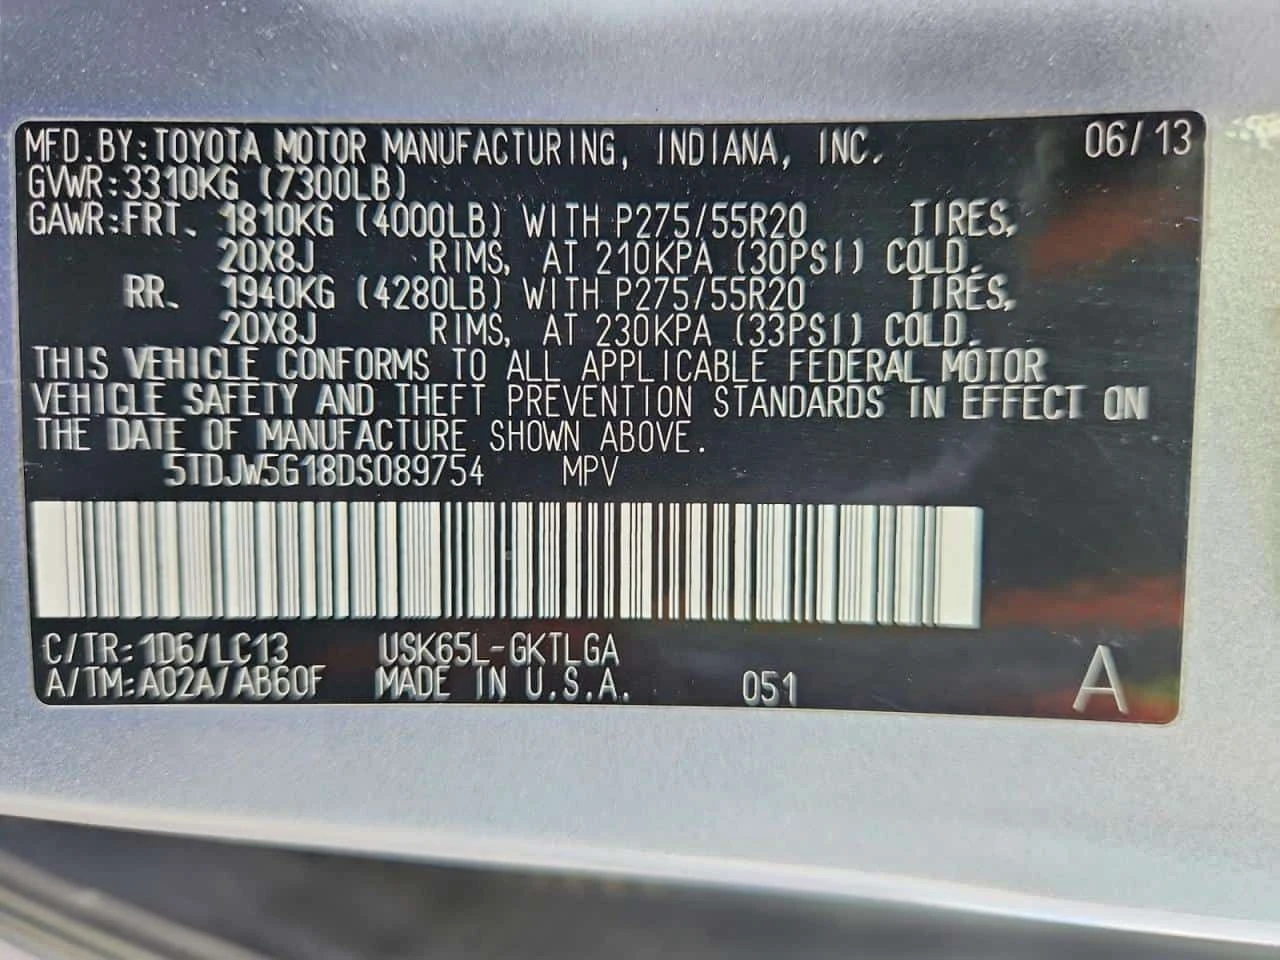 MFD.BY:TOYOTA MOTOR MANUFACTURING, INDIANA, INC. 06/13
GVWR:3310KG (7300LB)
GAWR:FRT. 1810KG (4000LB) WITH P275/55R20 TIRES,
20X8J RIMS, AT 210KPA (30PSI) COLD.
RR. 1940KG (4280LB) WITH P275/55R20 TIRES,
20X8J RIMS, AT 230KPA (33PSI) COLD.
THIS VEHICLE CONFORMS TO ALL APPLICABLE FEDERAL MOTOR
VEHICLE SAFETY AND THEFT PREVENTION STANDARDS IN EFFECT ON
THE DATE OF MANUFACTURE SHOWN ABOVE.
5TDJW5G18DS089754 MPV
C/TR:1D6/LC13 USK65L-GKTLGA
A/TM:A02A/AB60F MADE IN U.S.A. 051 A